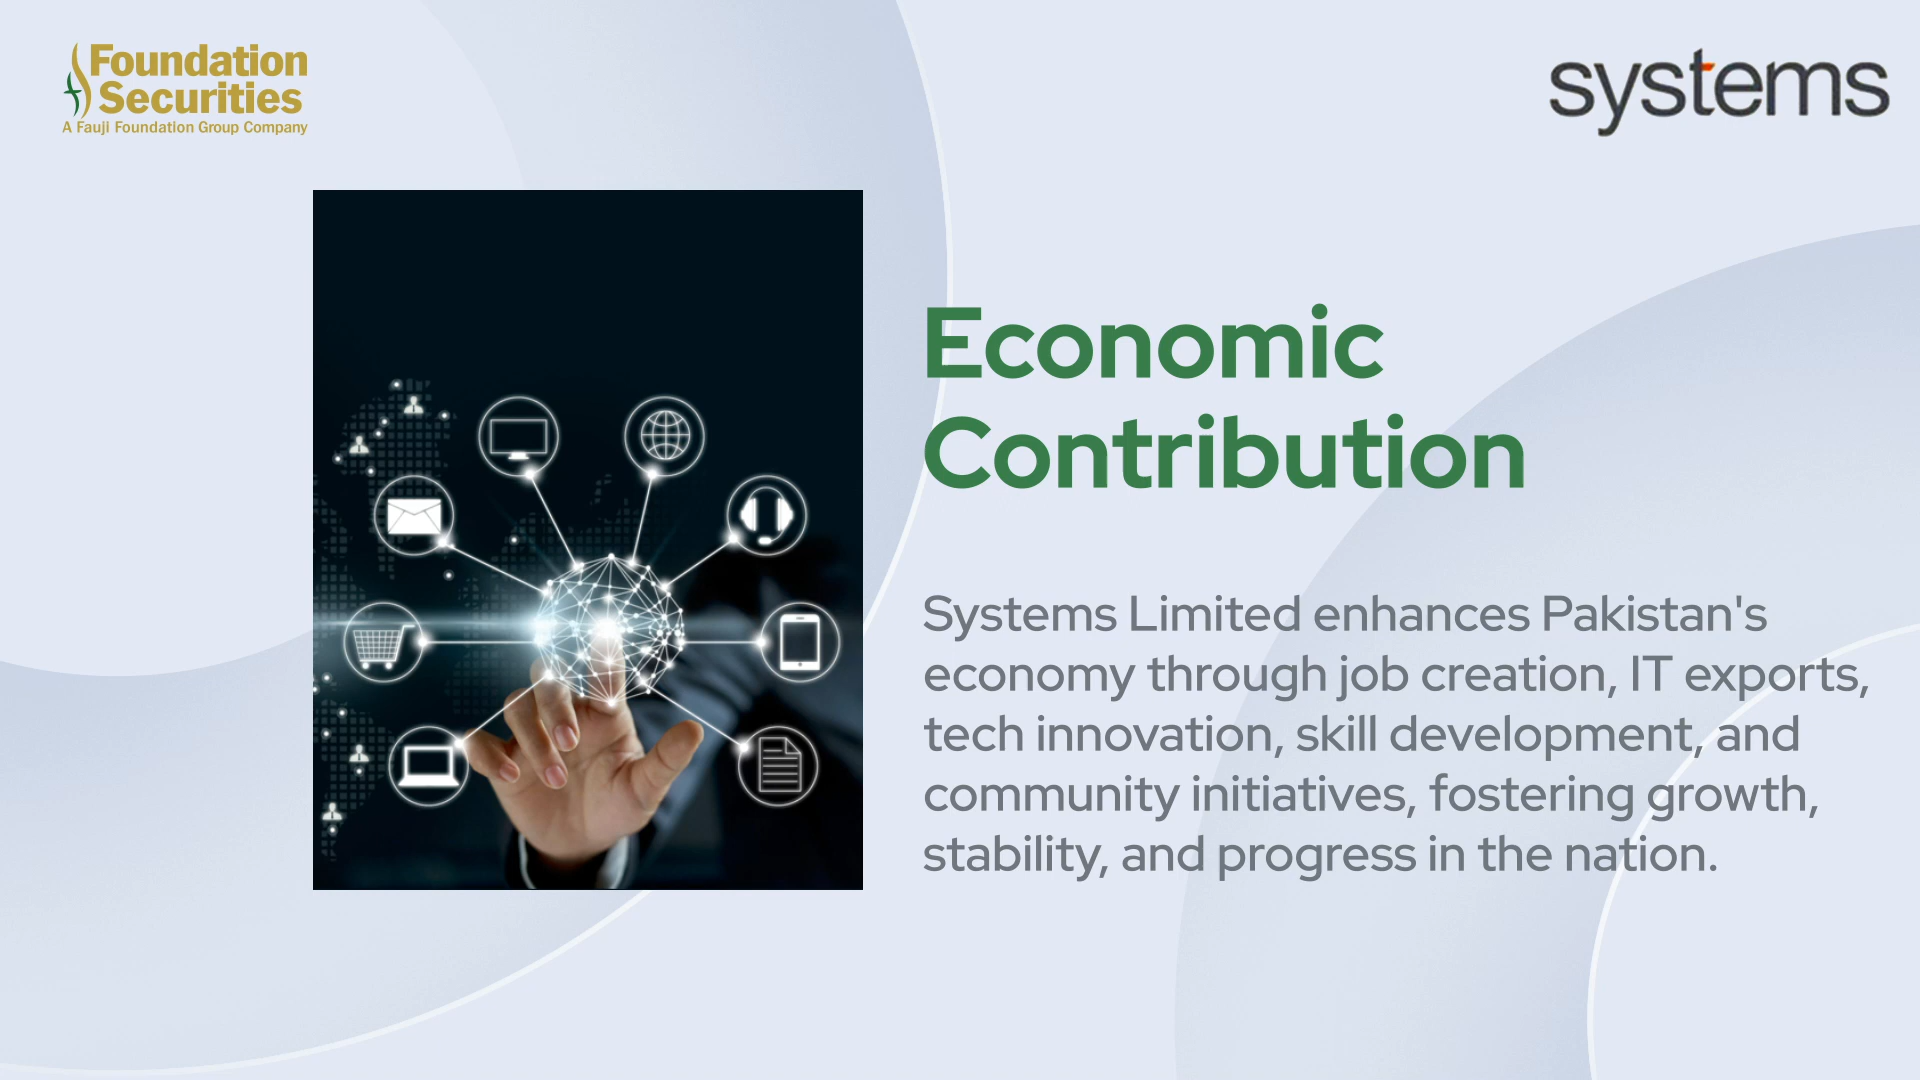 Foundation
Securities
A Fauji Foundation Group Company
systems
Economic
Contribution
Systems Limited enhances Pakistan's
economy through job creation, IT exports,
tech innovation, skill development, and
community initiatives, fostering growth,
stability, and progress in the nation.